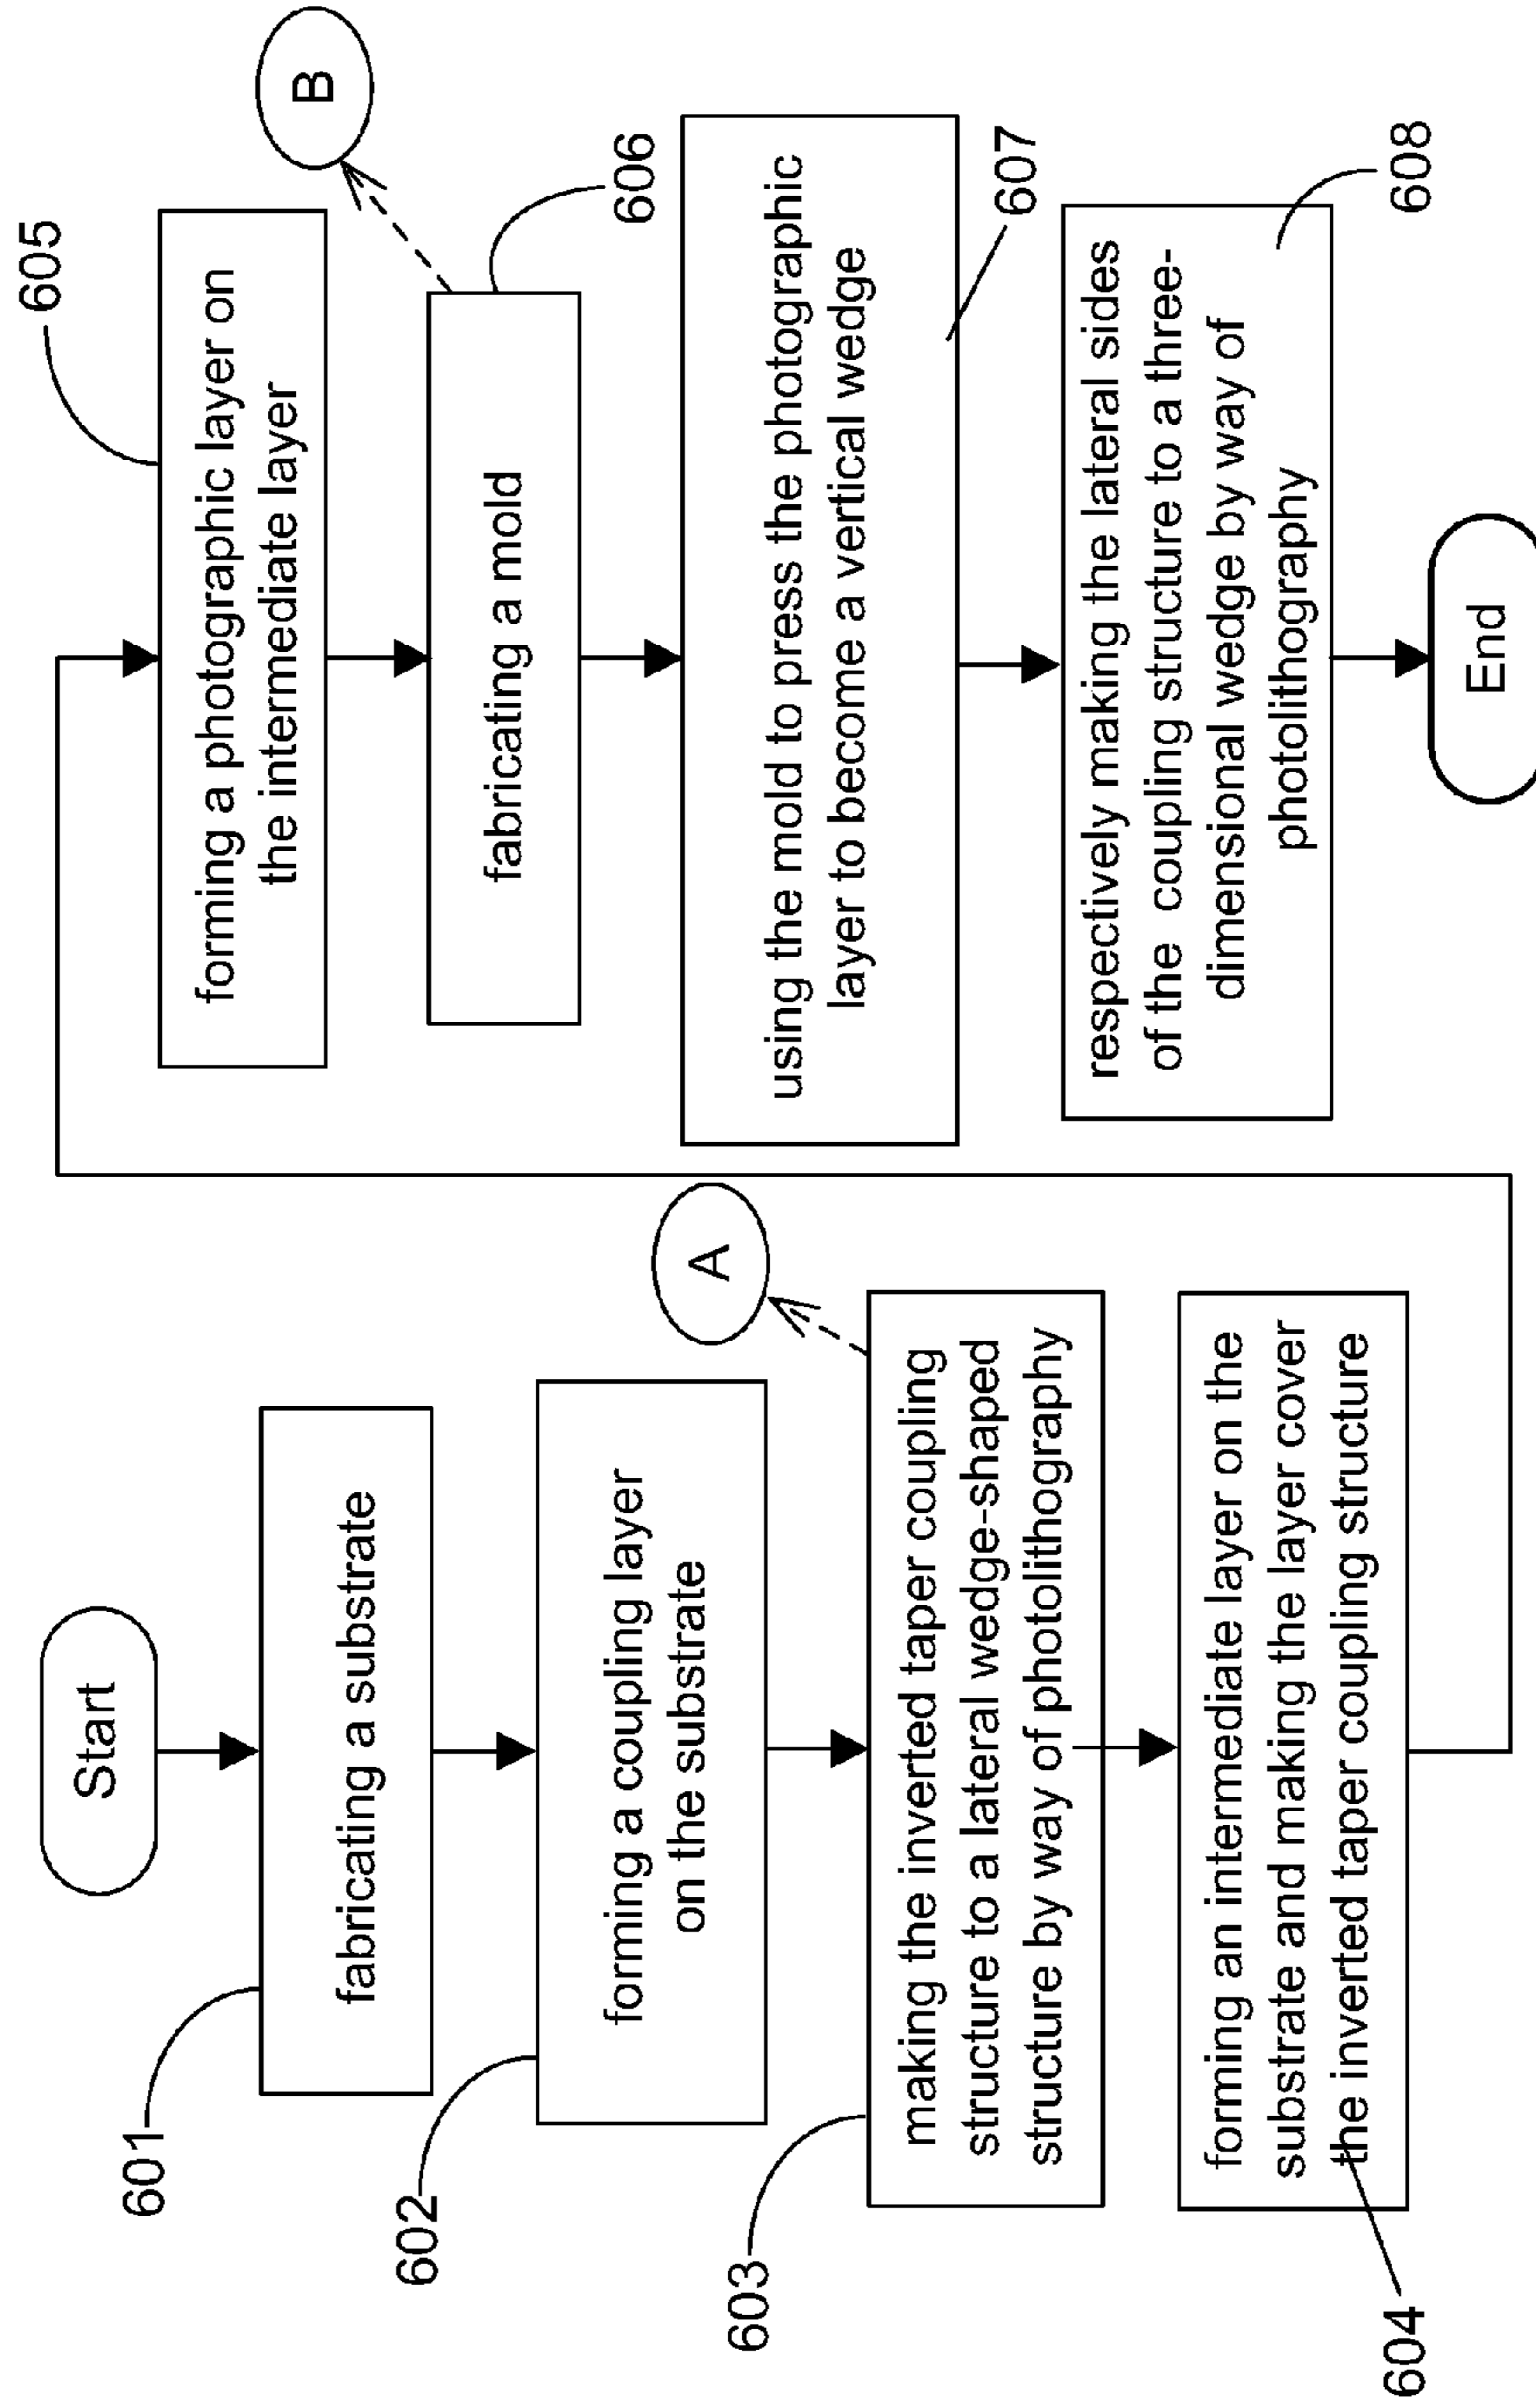 Start
601
fabricating a substrate
602
forming a coupling layer
on the substrate
603
making the inverted taper coupling
structure to a lateral wedge-shaped
structure by way of photolithography
A
604
forming an intermediate layer on the
substrate and making the layer cover
the inverted taper coupling structure
605
forming a photographic layer on
the intermediate layer
B
606
fabricating a mold
607
using the mold to press the photographic
layer to become a vertical wedge
608
respectively making the lateral sides
of the coupling structure to a three-
dimensional wedge by way of
photolithography
End